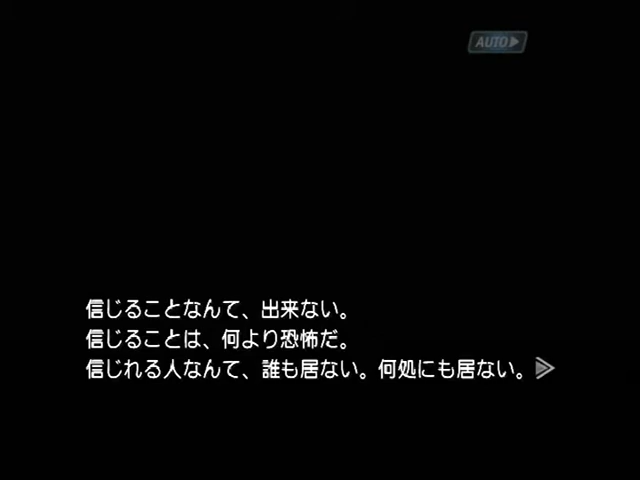 AUTO
信じることなんて、出来ない。
信じることは、何より恐怖だ。
信じれる人なんて、誰も居ない。何処にも居ない。